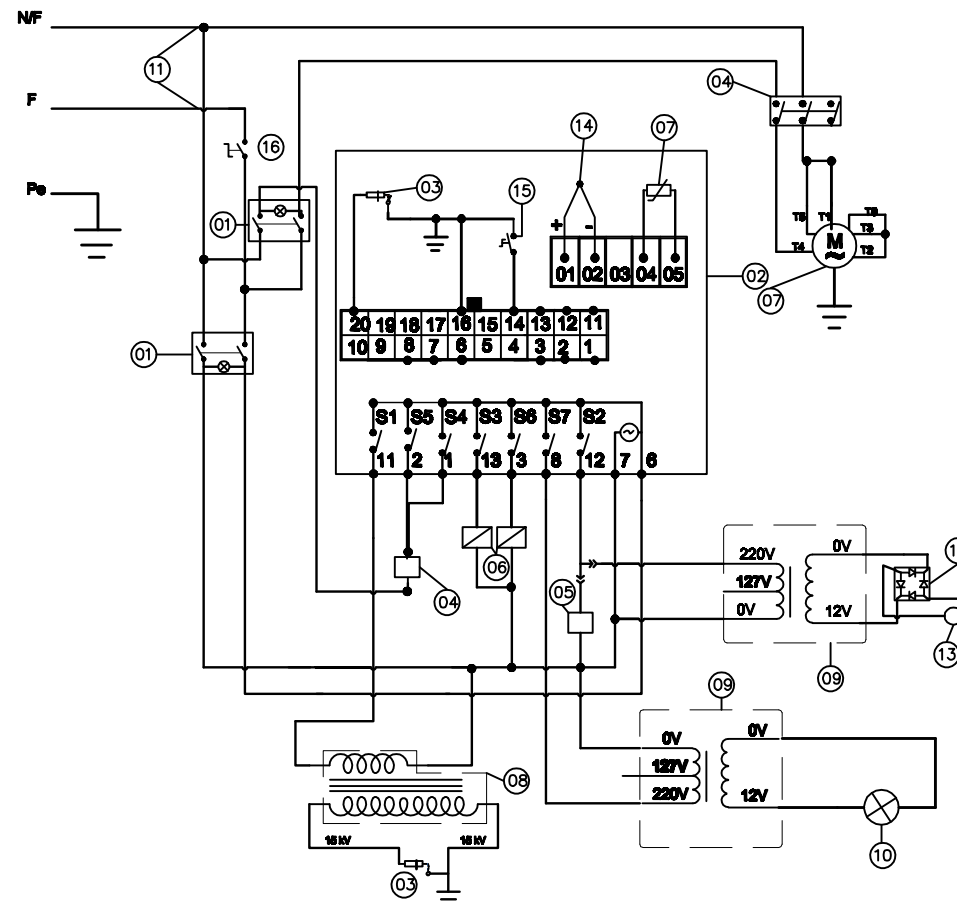 N/F
11
F
16
Pe
04
14
07
03
15
01
+ -
01 02 03 04 05
02
07
T5 T1 T6
M
T3
T4 T2
20 19 18 17 16 15 14 13 12 11
10 9 8 7 6 5 4 3 2 1
01
S1 S5 S4 S3 S6 S7 S2
11 2 1 13 3 8 12 7 6
06
04
05
220V
127V
0V
0V
12V
13
09
09
0V
127V
220V
0V
12V
10
08
15 KV 15 KV
03